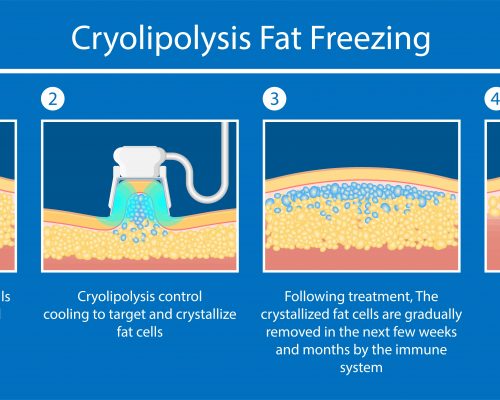 Cryolipolysis Fat Freezing
2
3
4
ls
Cryolipolysis control
cooling to target and crystallize
fat cells
Following treatment, The
crystallized fat cells are gradually
removed in the next few weeks
and months by the immune
system